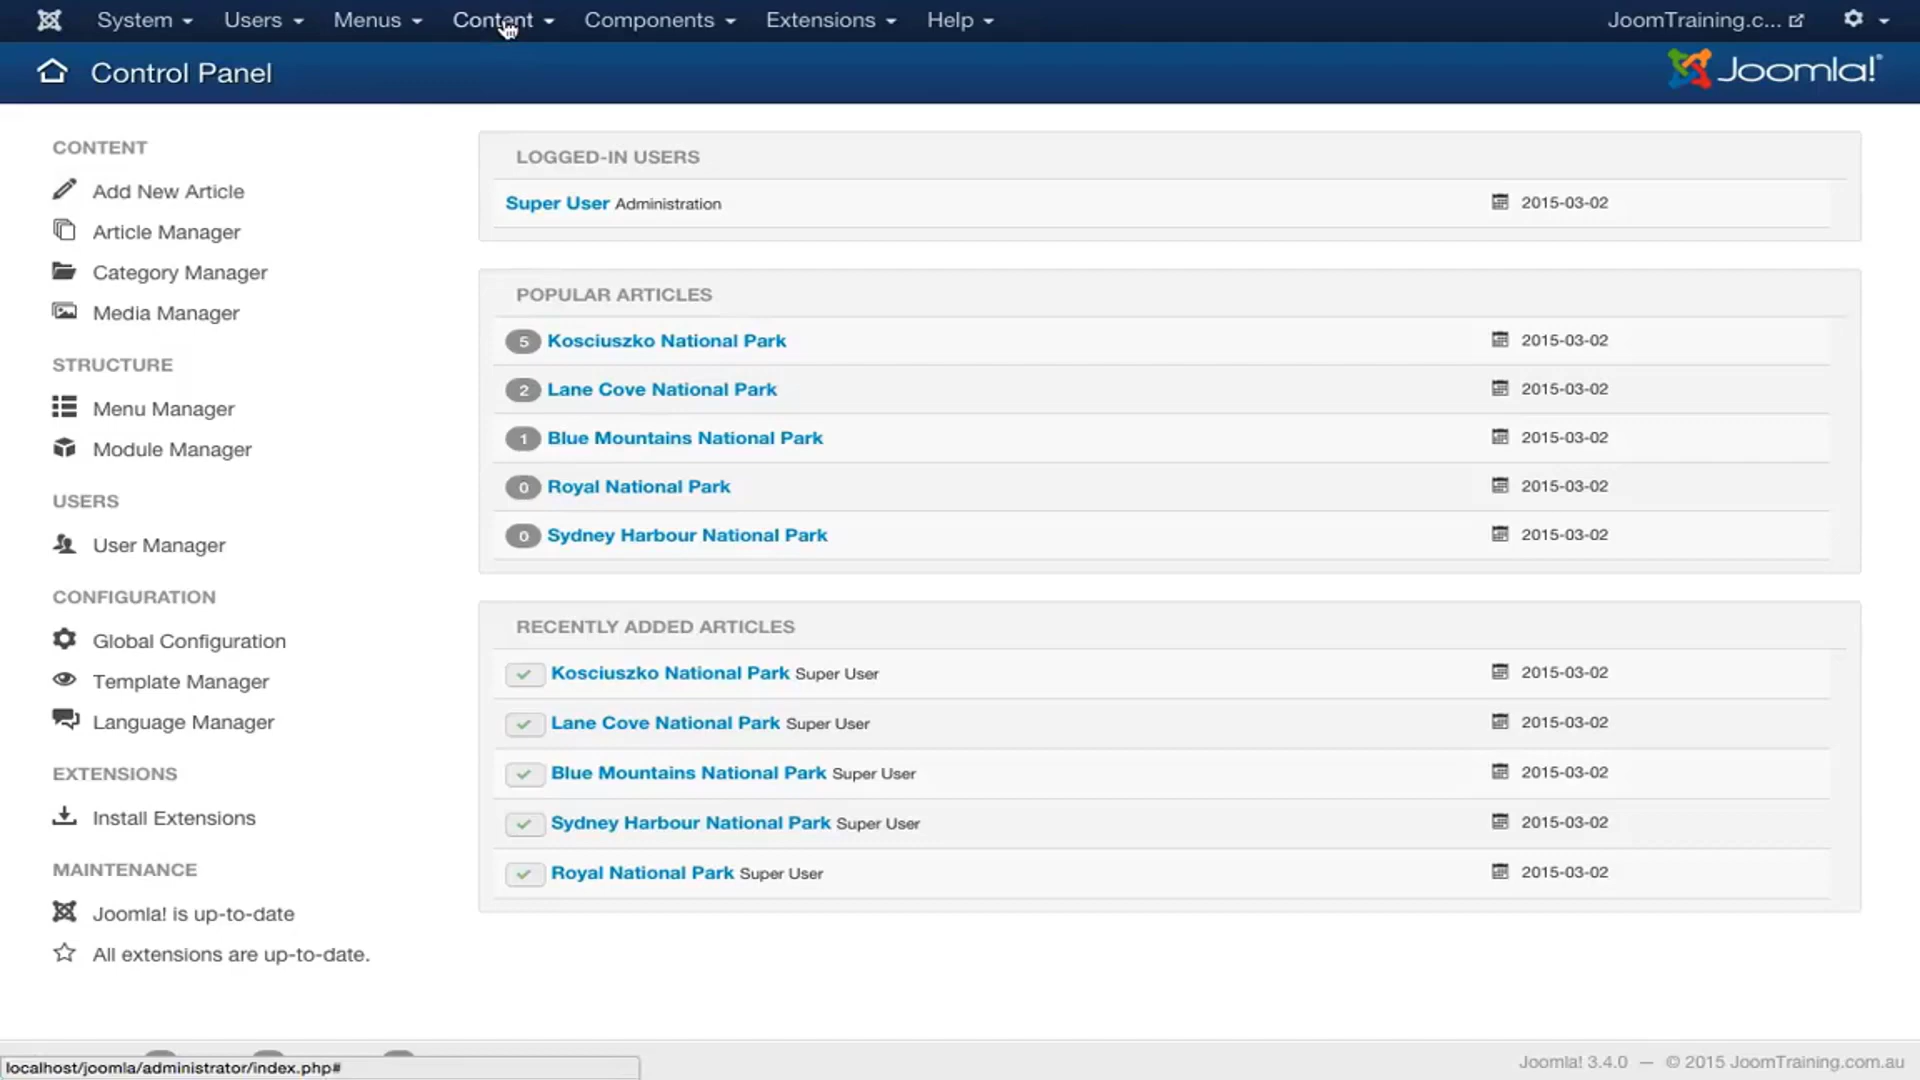 System Users Menus Content Components Extensions Help JoomTraining.c...
Control Panel Joomla!®
CONTENT
Add New Article
Article Manager
Category Manager
Media Manager
STRUCTURE
Menu Manager
Module Manager
USERS
User Manager
CONFIGURATION
Global Configuration
Template Manager
Language Manager
EXTENSIONS
Install Extensions
MAINTENANCE
Joomla! is up-to-date
All extensions are up-to-date.
LOGGED-IN USERS
Super User Administration 2015-03-02
POPULAR ARTICLES
5 Kosciuszko National Park 2015-03-02
2 Lane Cove National Park 2015-03-02
1 Blue Mountains National Park 2015-03-02
0 Royal National Park 2015-03-02
0 Sydney Harbour National Park 2015-03-02
RECENTLY ADDED ARTICLES
Kosciuszko National Park Super User 2015-03-02
Lane Cove National Park Super User 2015-03-02
Blue Mountains National Park Super User 2015-03-02
Sydney Harbour National Park Super User 2015-03-02
Royal National Park Super User 2015-03-02
localhost/joomla/administrator/index.php#
Joomla! 3.4.0 — © 2015 JoomTraining.com.au